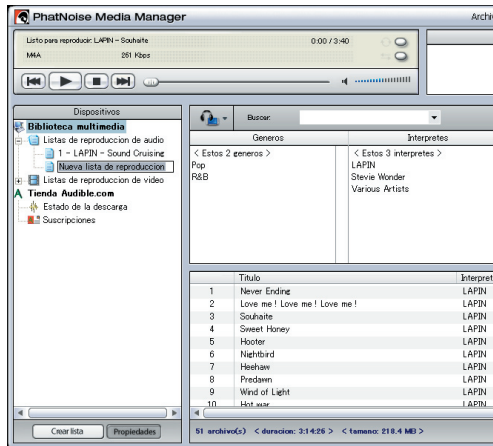 PhatNoise Media Manager
Archi
Listo para reproducir: LAPIN - Souhaite
0:00 / 3:40
M4A
261 Kbps
Dispositivos
Biblioteca multimedia
Listas de reproduccion de audio
1 - LAPIN - Sound Cruising
Nueva lista de reproduccion
Listas de reproduccion de video
Tienda Audible.com
Estado de la descarga
Suscripciones
Crear lista
Propiedades
Buscar:
Generos
Interpretes
< Estos 2 generos >
Pop
R&B
< Estos 3 interpretes >
LAPIN
Stevie Wonder
Various Artists
Titulo
Interpret
1 Never Ending LAPIN
2 Love me ! Love me ! Love me ! LAPIN
3 Souhaite LAPIN
4 Sweet Honey LAPIN
5 Hooter LAPIN
6 Nightbird LAPIN
7 Heehaw LAPIN
8 Predawn LAPIN
9 Wind of Light LAPIN
10 Hot war LAPIN
51 archivo(s) < duracion: 3:14:26 > < tamano: 218.4 MB >